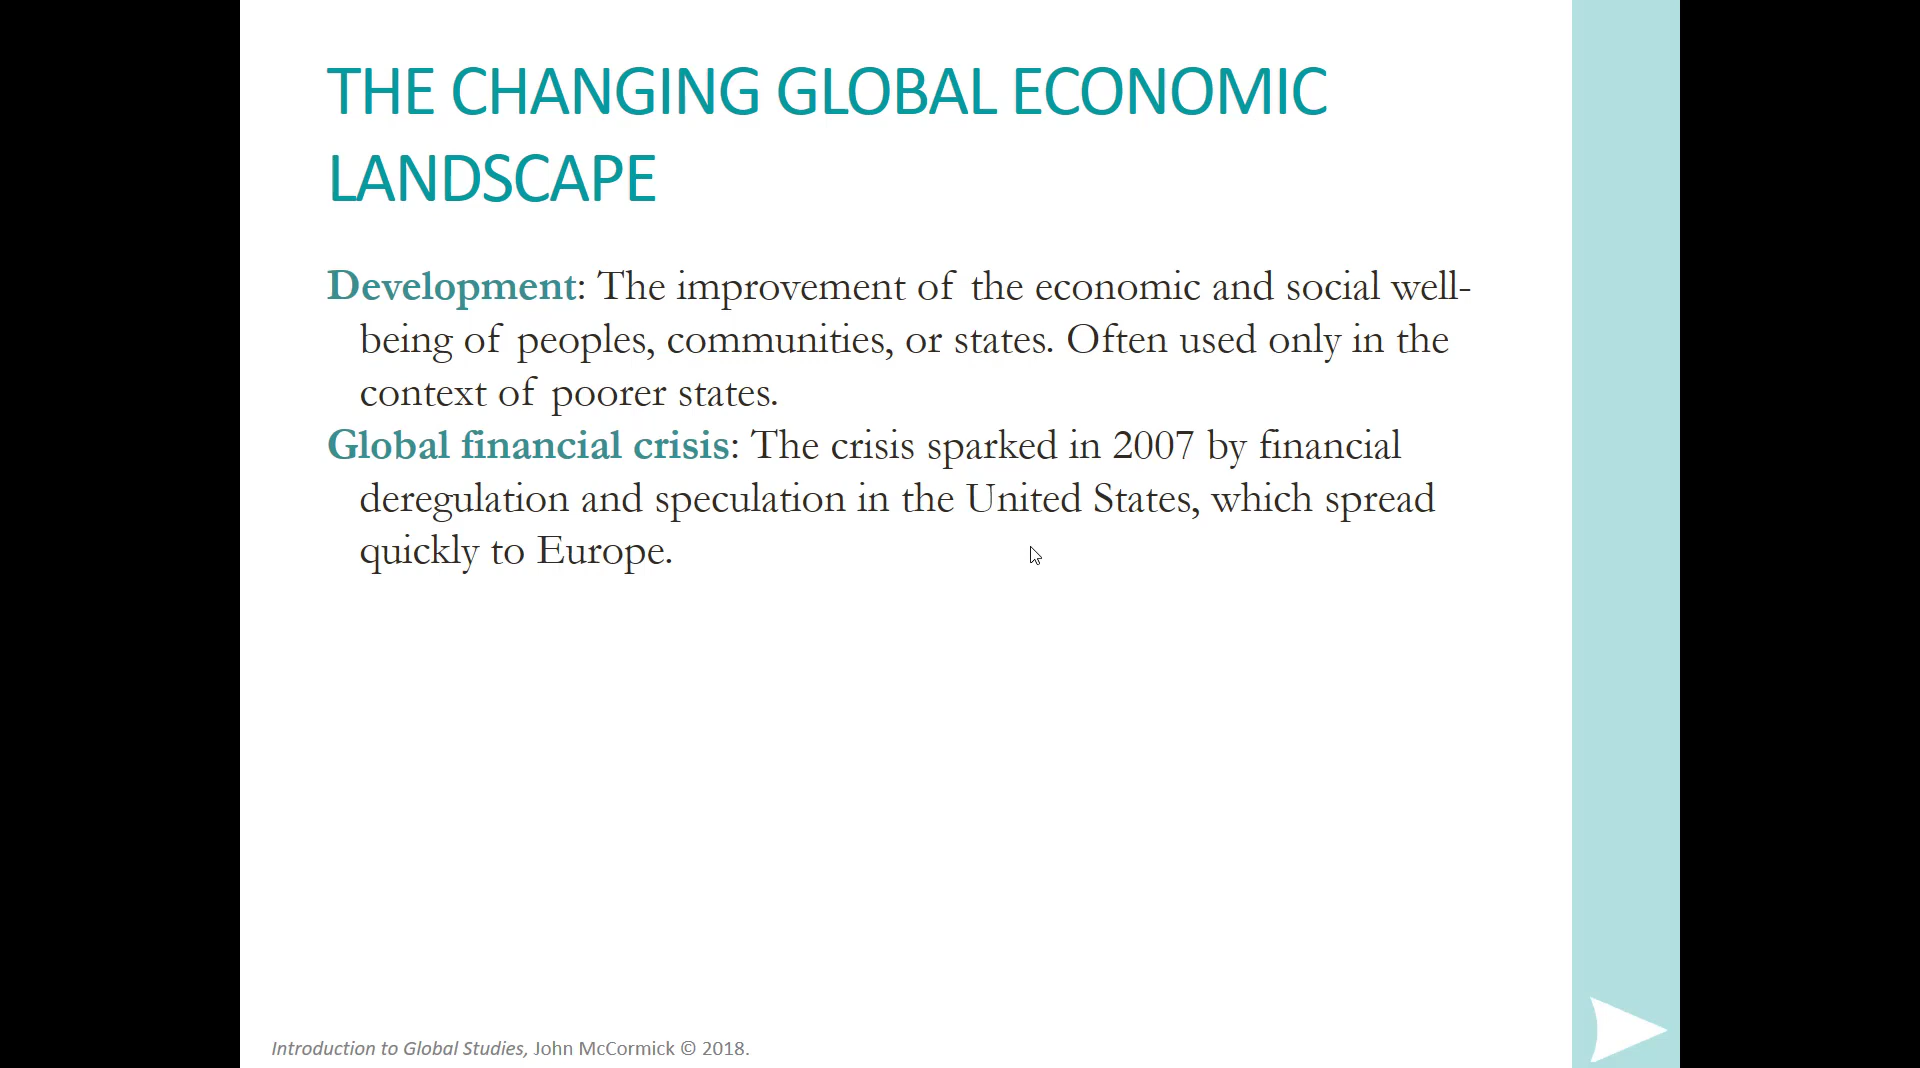 THE CHANGING GLOBAL ECONOMIC
LANDSCAPE
Development: The improvement of the economic and social well-
being of peoples, communities, or states. Often used only in the
context of poorer states.
Global financial crisis: The crisis sparked in 2007 by financial
deregulation and speculation in the United States, which spread
quickly to Europe.
Introduction to Global Studies, John McCormick © 2018.